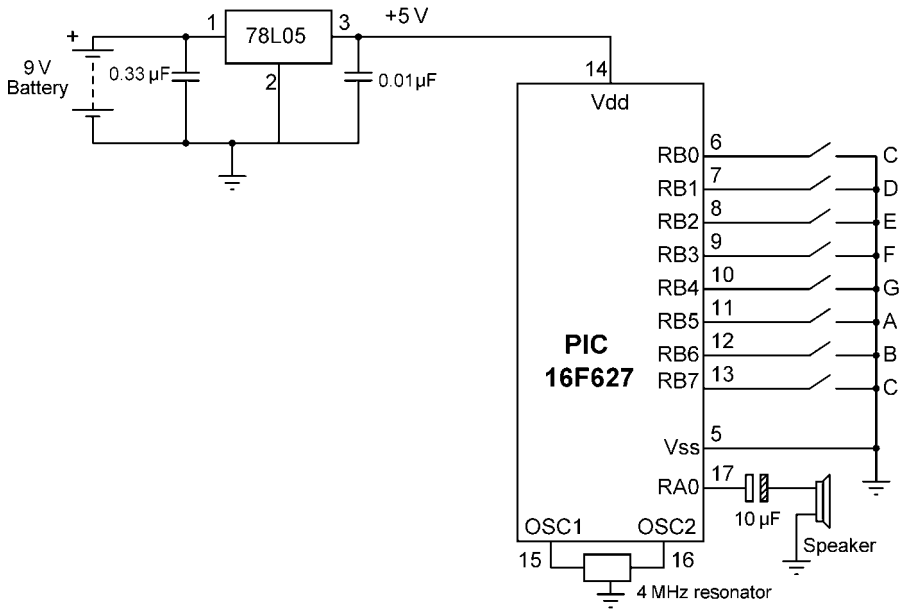 +
9 V
Battery
0.33 µF
1
78L05
3
2
+5 V
0.01µF
14
Vdd
RB0 6 C
RB1 7 D
RB2 8 E
RB3 9 F
RB4 10 G
RB5 11 A
RB6 12 B
RB7 13 C
PIC
16F627
Vss 5
RA0 17
10 µF
Speaker
OSC1 OSC2
15 16
4 MHz resonator